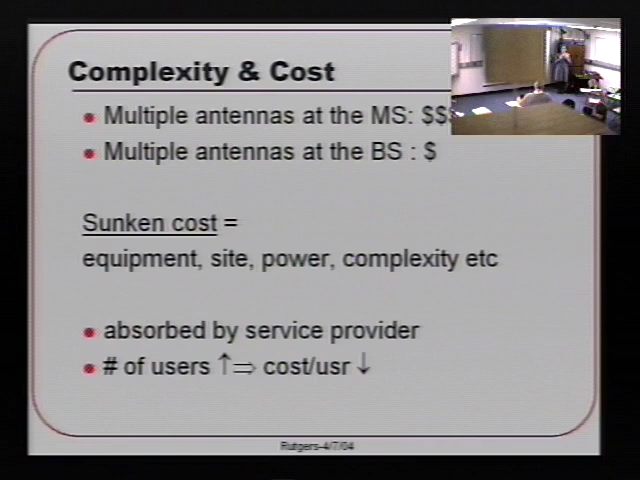 Complexity & Cost
Multiple antennas at the MS: $$
Multiple antennas at the BS : $
Sunken cost =
equipment, site, power, complexity etc
absorbed by service provider
# of users ↑⇒ cost/usr ↓
Rutgers-4/7/04